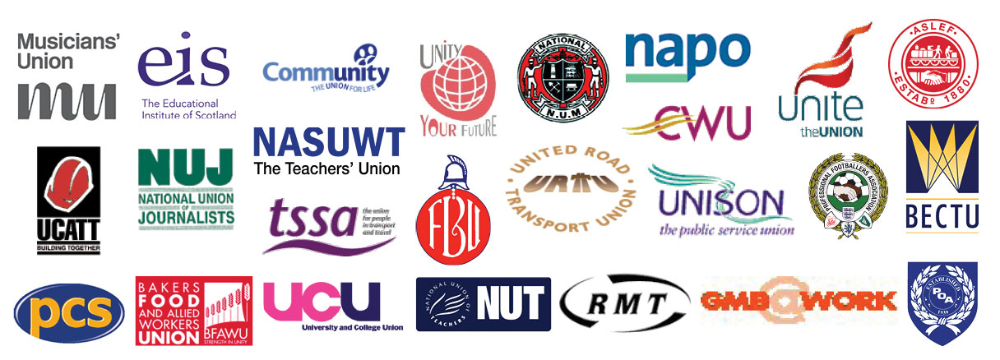 Musicians'
Union
mu
eis
The Educational
Institute of Scotland
Community
THE UNION FOR LIFE
UNiTY
YOUR FUTURE
NATIONAL
N.U.M
napo
CWU
unite
theUNION
·ASLEF·
ESTABº 1880.
UCATT
BUILDING TOGETHER
NUJ
NATIONAL UNION
OF
JOURNALISTS
NASUWT
The Teachers' Union
tssa
the union
for people
in transport
and travel
FBU
· UNITED ROAD ·
URTU
TRANSPORT UNION
UNISON
the public service union
PROFESSIONAL FOOTBALLERS ASSOCIATION
BECTU
pcs
BAKERS
FOOD
AND ALLIED
WORKERS
UNION
BFAWU
STRENGTH IN UNITY
UCU
University and College Union
NATIONAL UNION OF
TEACHERS
NUT
RMT
GMB@WORK
ESTABLISHED
POA
1939